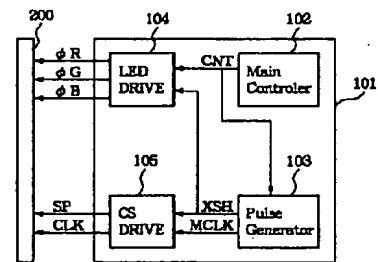 200
104
102
φR
φG
φB
LED
DRIVE
CNT
Main
Controler
101
105
103
SP
CLK
CS
DRIVE
XSH
MCLK
Pulse
Generator